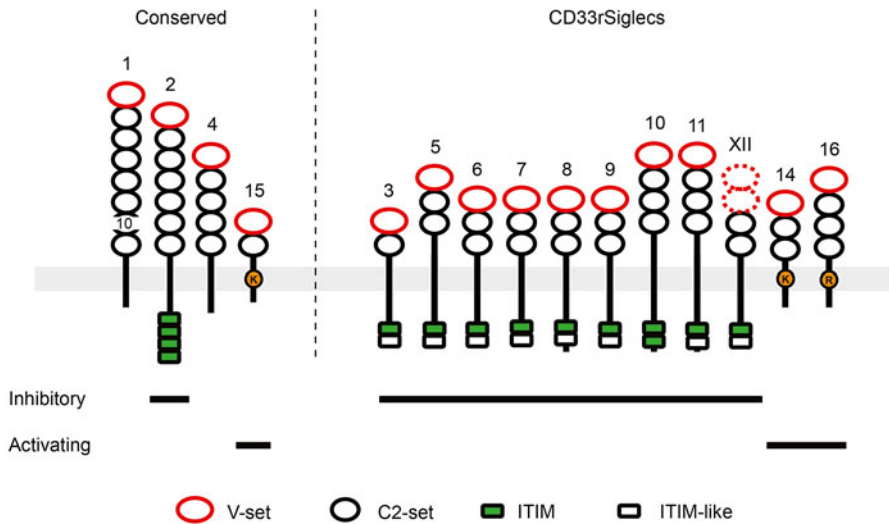 Conserved CD33rSiglecs
1 2 4 15 3 5 6 7 8 9 10 11 XII 14 16
10
K K R
Inhibitory
Activating
V-set C2-set ITIM ITIM-like